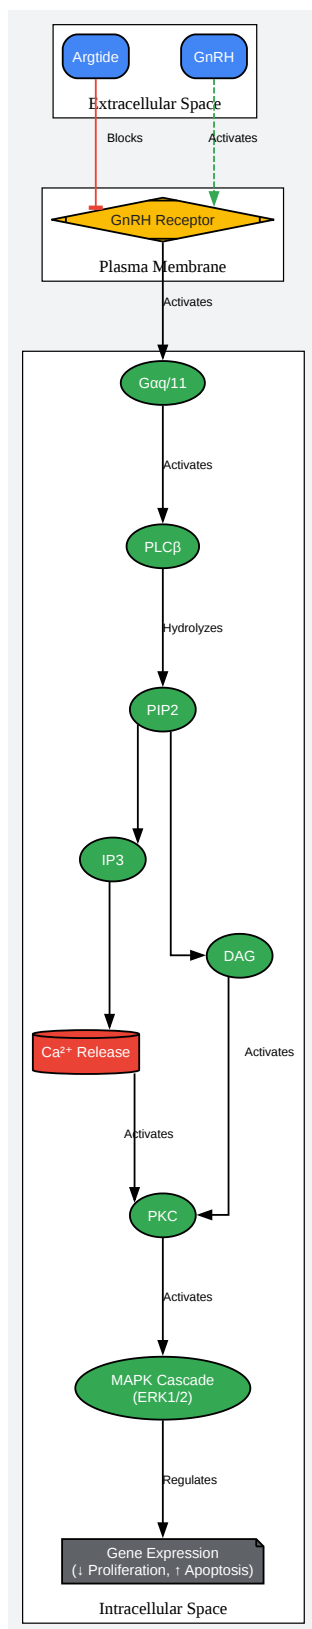 Argtide
GnRH
Extracellular Space
Blocks
Activates
GnRH Receptor
Plasma Membrane
Activates
Gαq/11
Activates
PLCβ
Hydrolyzes
PIP2
IP3
DAG
Ca²⁺ Release
Activates
Activates
PKC
Activates
MAPK Cascade
(ERK1/2)
Regulates
Gene Expression
(↓ Proliferation, ↑ Apoptosis)
Intracellular Space